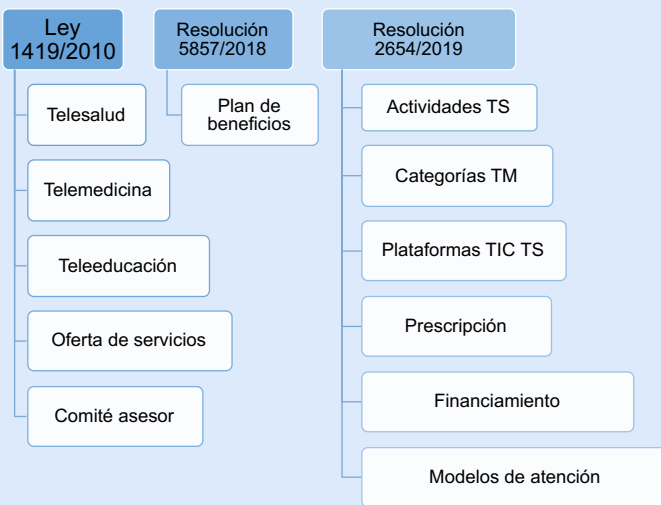 Ley
1419/2010
Telesalud
Telemedicina
Teleeducación
Oferta de servicios
Comité asesor
Resolución
5857/2018
Plan de
beneficios
Resolución
2654/2019
Actividades TS
Categorías TM
Plataformas TIC TS
Prescripción
Financiamiento
Modelos de atención